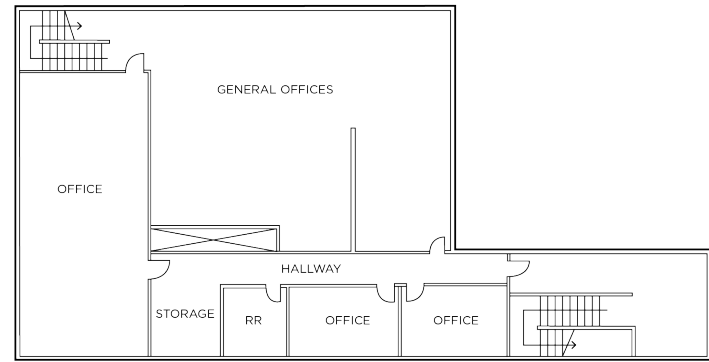 GENERAL OFFICES
OFFICE
HALLWAY
STORAGE
RR
OFFICE
OFFICE